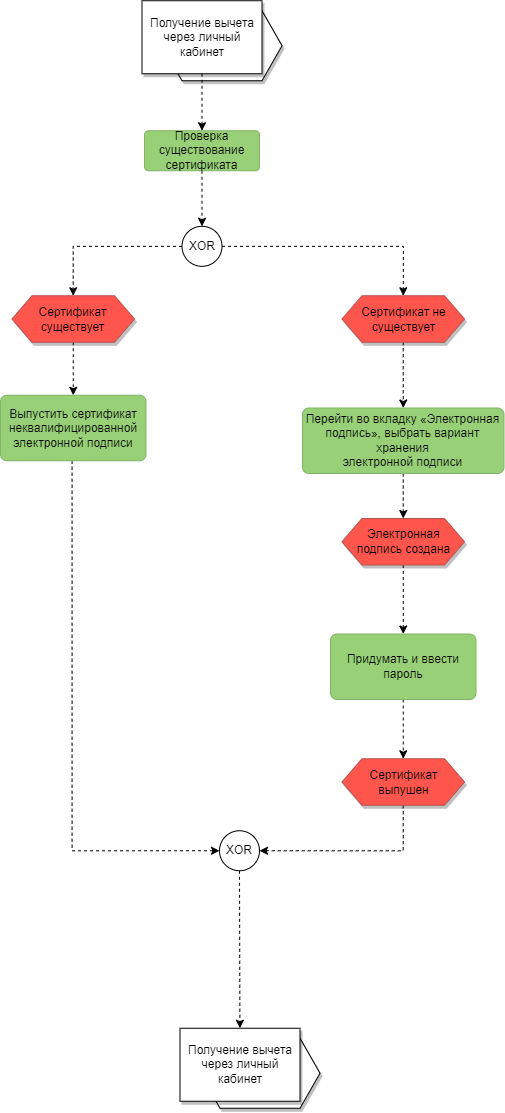 Получение вычета
через личный
кабинет
Проверка
существование
сертификата
XOR
Сертификат
существует
Сертификат не
существует
Выпустить сертификат
неквалифицированной
электронной подписи
Перейти во вкладку «Электронная
подпись», выбрать вариант
хранения
электронной подписи
Электронная
подпись создана
Придумать и ввести
пароль
Сертификат
выпушен
XOR
Получение вычета
через личный
кабинет